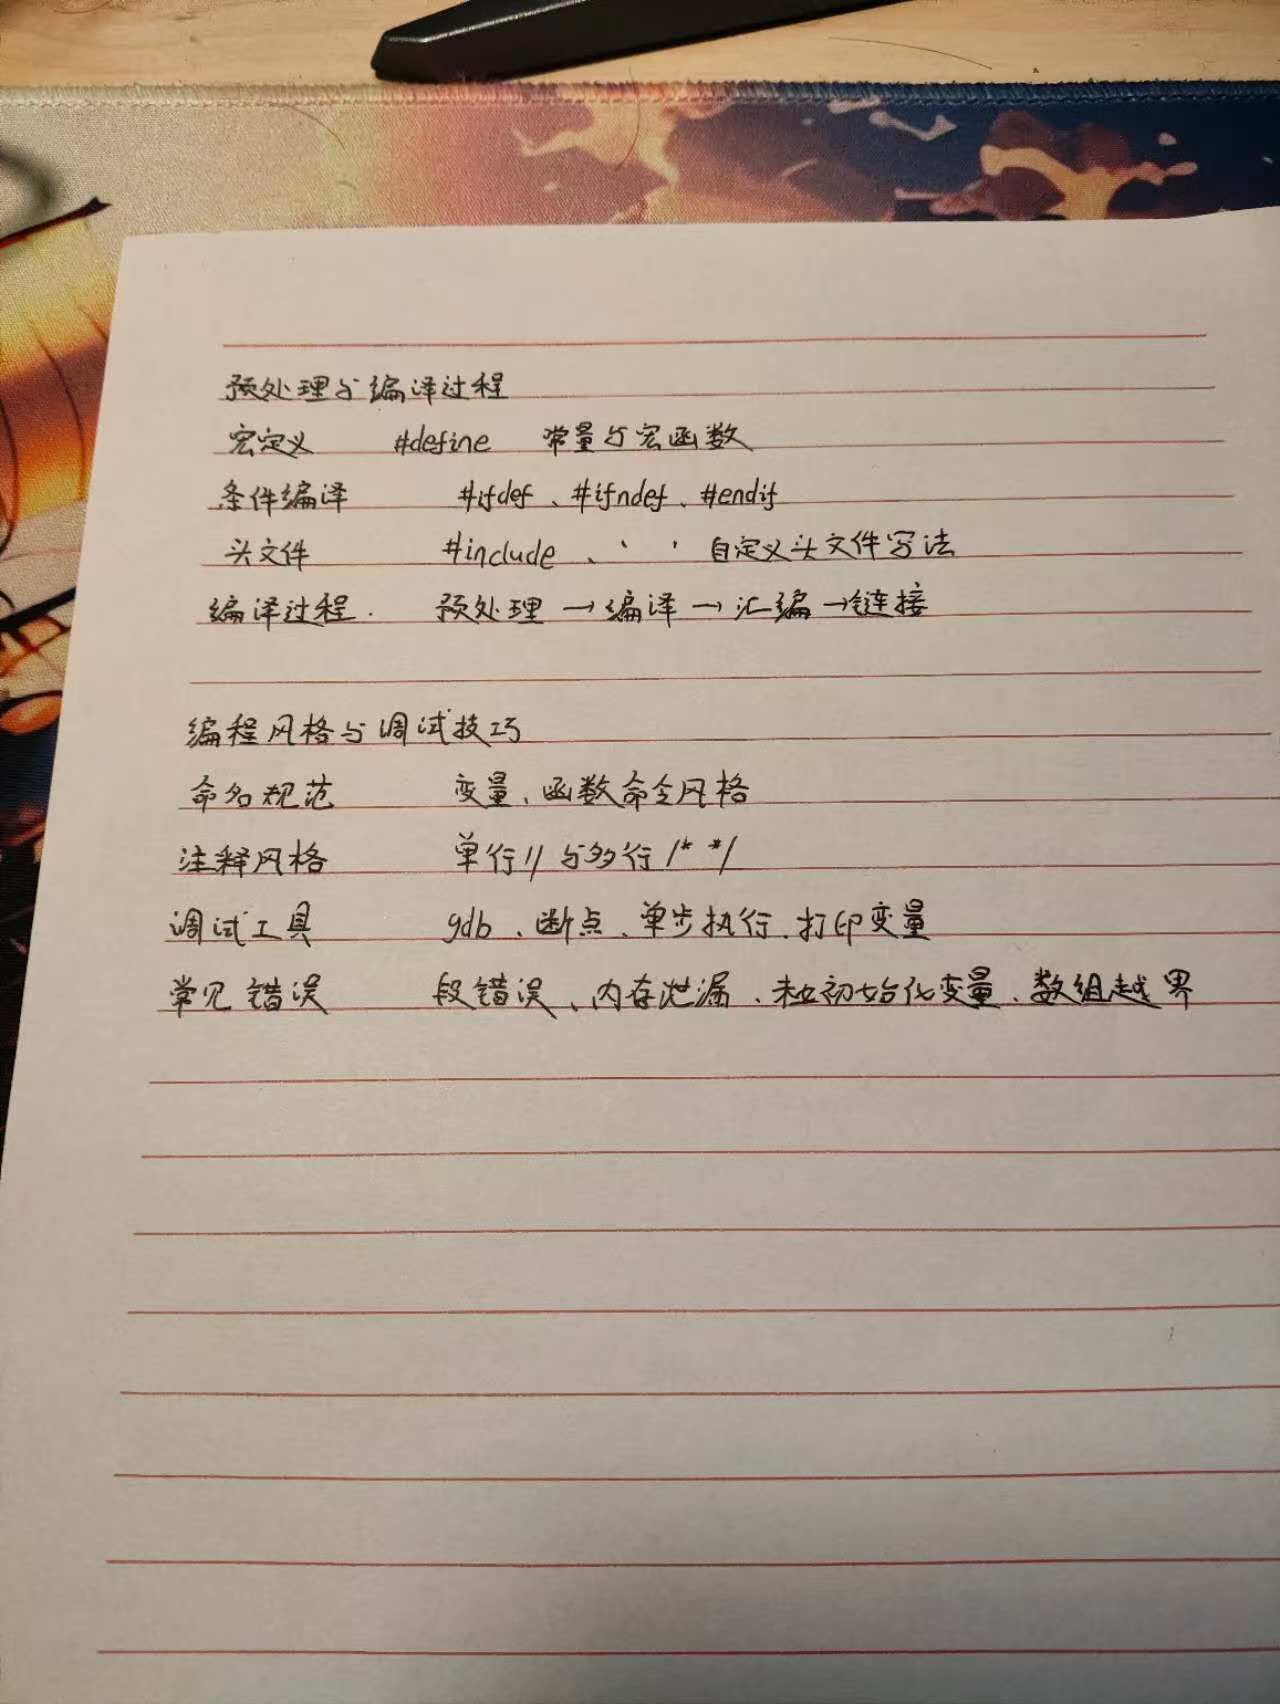 预处理与编译过程
宏定义 #define 常量与宏函数
条件编译 #ifdef、#ifndef、#endif
头文件 #include、' ' 自定义头文件写法
编译过程. 预处理→编译→汇编→链接
编程风格与调试技巧
命名规范 变量、函数命令风格
注释风格 单行// 与多行 /* */
调试工具 gdb、断点、单步执行、打印变量
常见错误 段错误、内存泄漏、初始化变量、数组越界